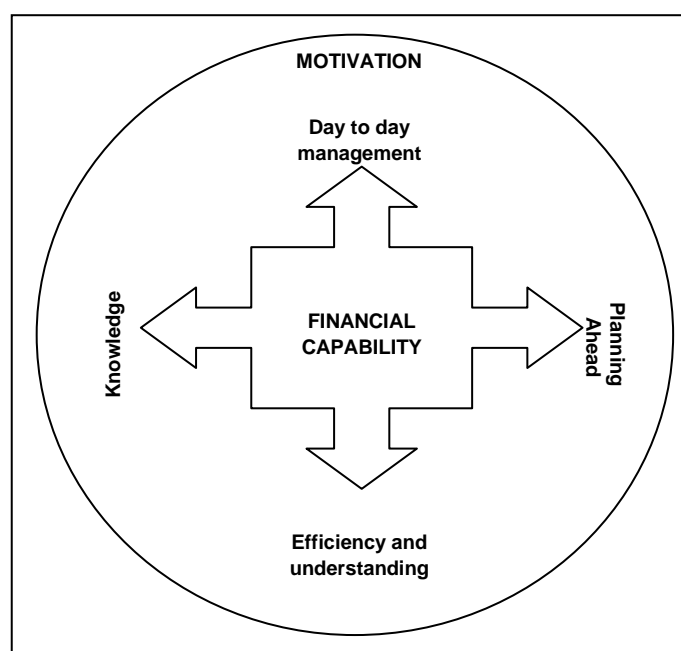 MOTIVATION
Day to day
management
Knowledge
FINANCIAL
CAPABILITY
Planning
Ahead
Efficiency and
understanding